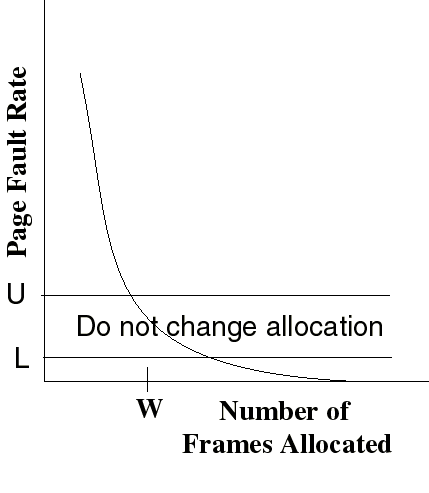 Page Fault Rate
U
Do not change allocation
L
W
Number of
Frames Allocated